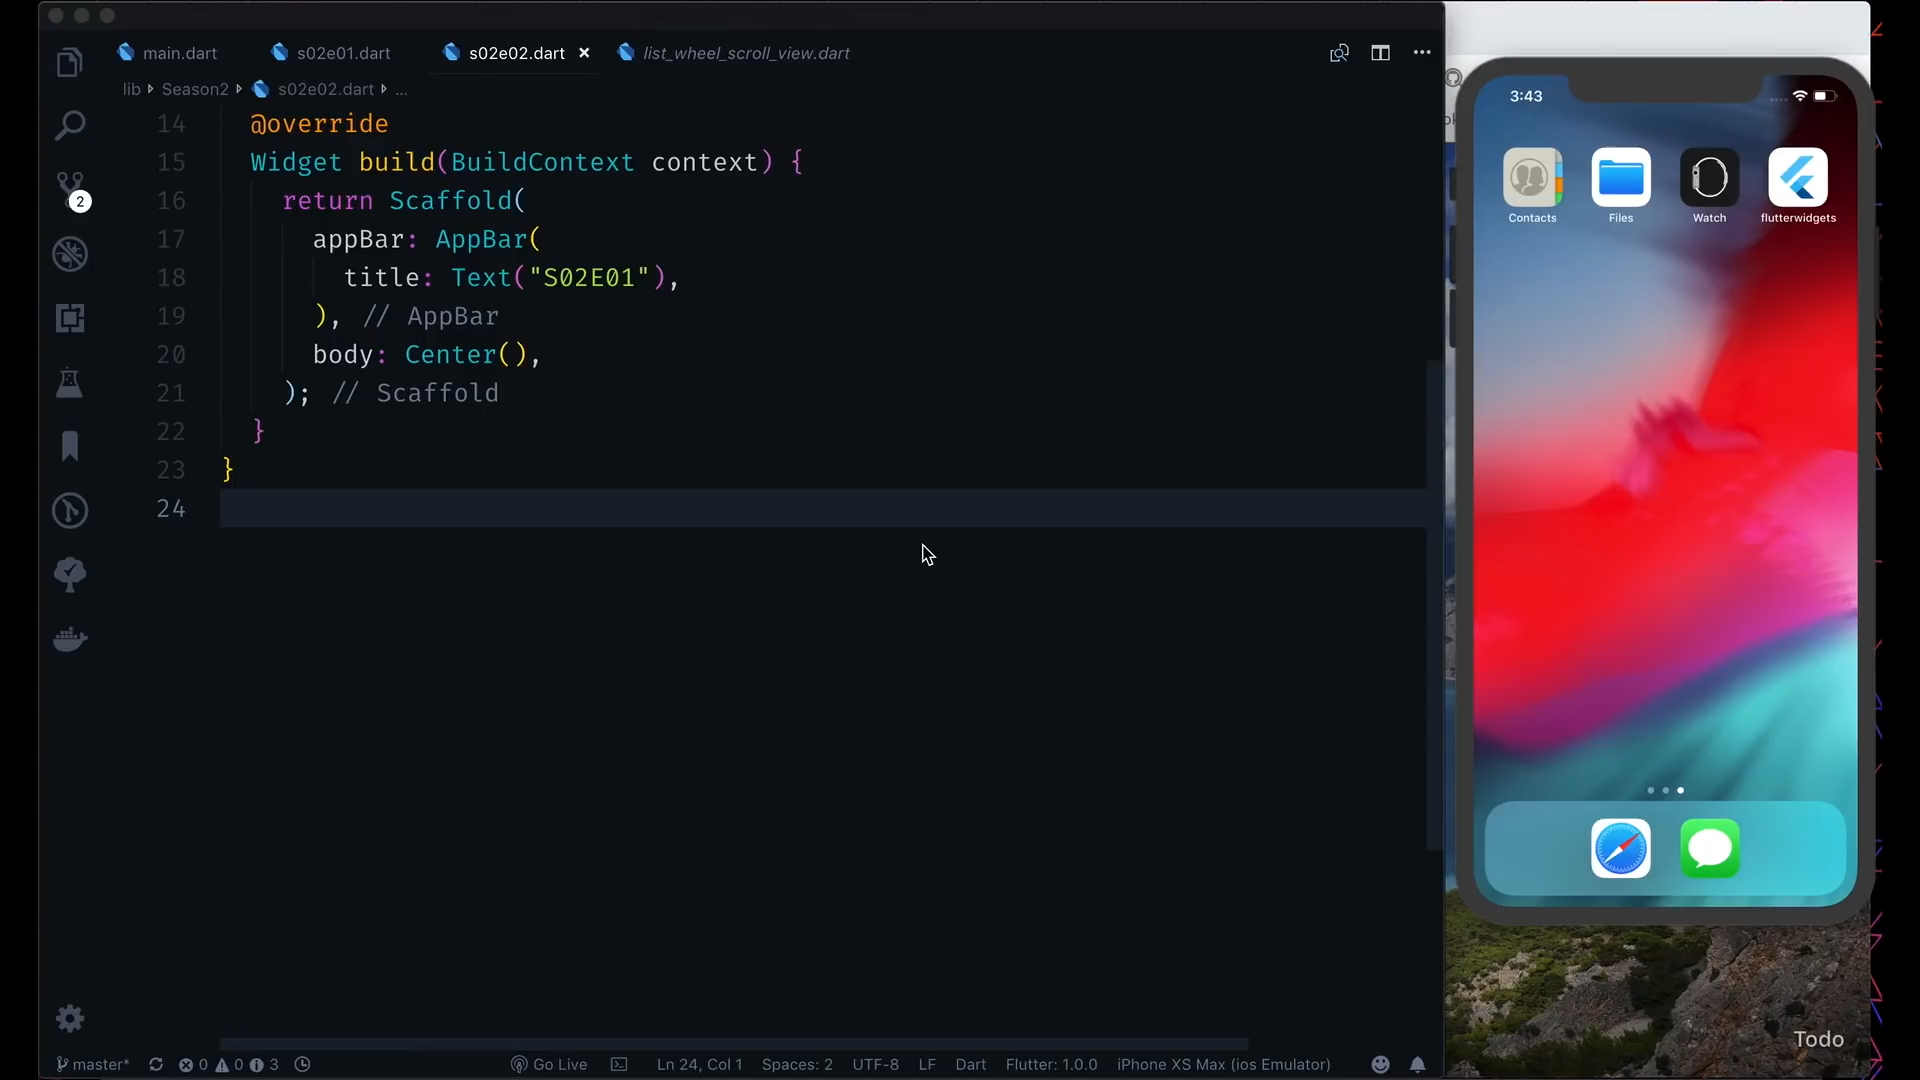 main.dart
s02e01.dart
s02e02.dart
list_wheel_scroll_view.dart
lib
Season2
s02e02.dart
...
14 @override
15 Widget build(BuildContext context) {
16 return Scaffold(
17 appBar: AppBar(
18 title: Text("S02E01"),
19 ), // AppBar
20 body: Center(),
21 ); // Scaffold
22 }
23 }
24
2
3:43
Contacts
Files
Watch
flutterwidgets
Todo
master*
0
0
3
Go Live
Ln 24, Col 1
Spaces: 2
UTF-8
LF
Dart
Flutter: 1.0.0
iPhone XS Max (ios Emulator)